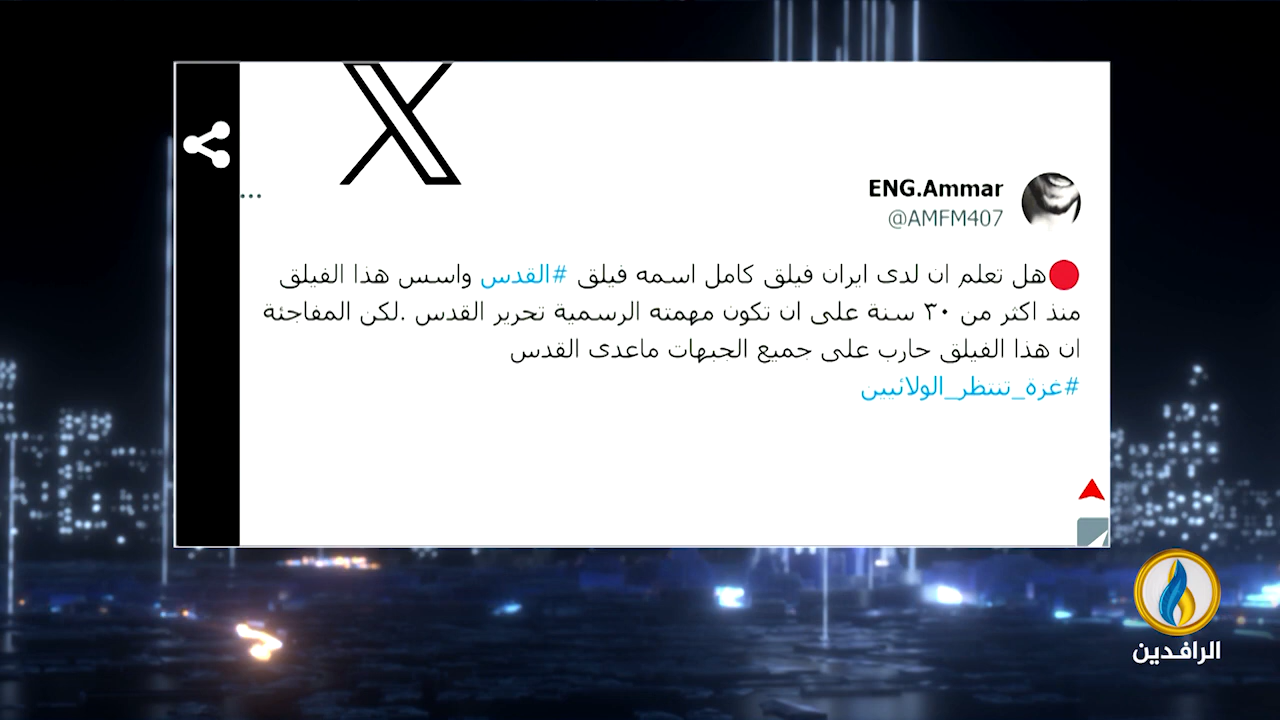 ENG.Ammar
@AMFM407
هل تعلم ان لدى ايران فيلق كامل اسمه فيلق #القدس واسس هذا الفيلق
منذ اكثر من ٣٠ سنة على ان تكون مهمته الرسمية تحرير القدس .لكن المفاجئة
ان هذا الفيلق حارب على جميع الجبهات ماعدى القدس
#غزة_تنتظر_الولائيين
الرافدين